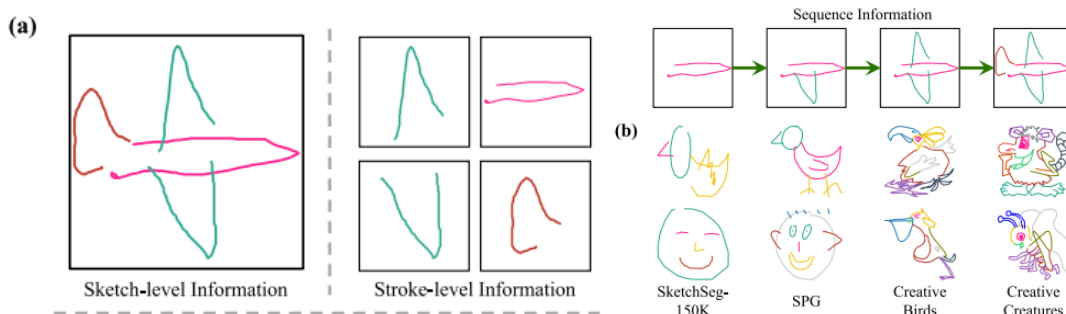 (a)
Sketch-level Information
Stroke-level Information
Sequence Information
(b)
SketchSeg-
150K
SPG
Creative
Birds
Creative
Creatures